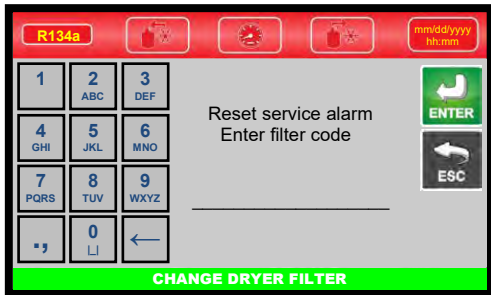 R134a
mm/dd/yyyy
hh:mm
1
2
ABC
3
DEF
4
GHI
5
JKL
6
MNO
7
PQRS
8
TUV
9
WXYZ
.,
0
Reset service alarm
Enter filter code
ENTER
ESC
CHANGE DRYER FILTER